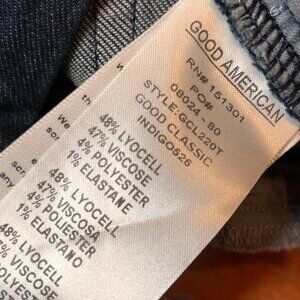 GOOD AMERICAN
RN# 151301
PO#
08024 - 80
STYLE: GCL220T
GOOD CLASSIC
INDIGO526
48% LYOCELL
47% VISCOSE
4% POLYESTER
1% ELASTANE
48% LYOCELL
47% VISCOSA
4% POLIESTER
1% ELASTANO
48% LYOCELL